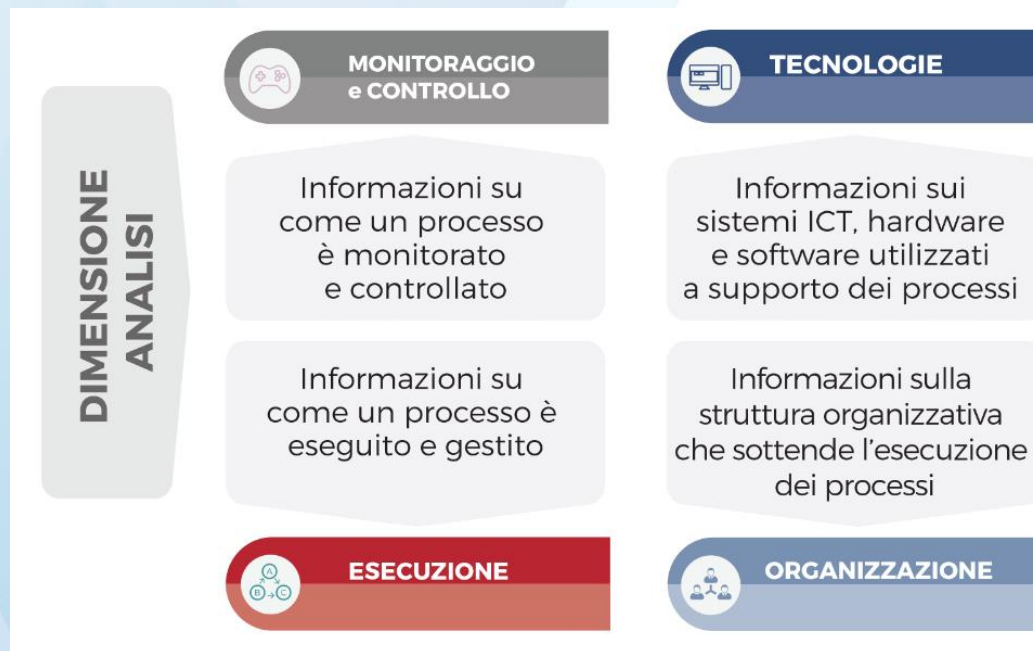 DIMENSIONE
ANALISI
MONITORAGGIO
e CONTROLLO
Informazioni su
come un processo
è monitorato
e controllato
Informazioni su
come un processo è
eseguito e gestito
ESECUZIONE
A
B
C
TECNOLOGIE
Informazioni sui
sistemi ICT, hardware
e software utilizzati
a supporto dei processi
Informazioni sulla
struttura organizzativa
che sottende l'esecuzione
dei processi
ORGANIZZAZIONE